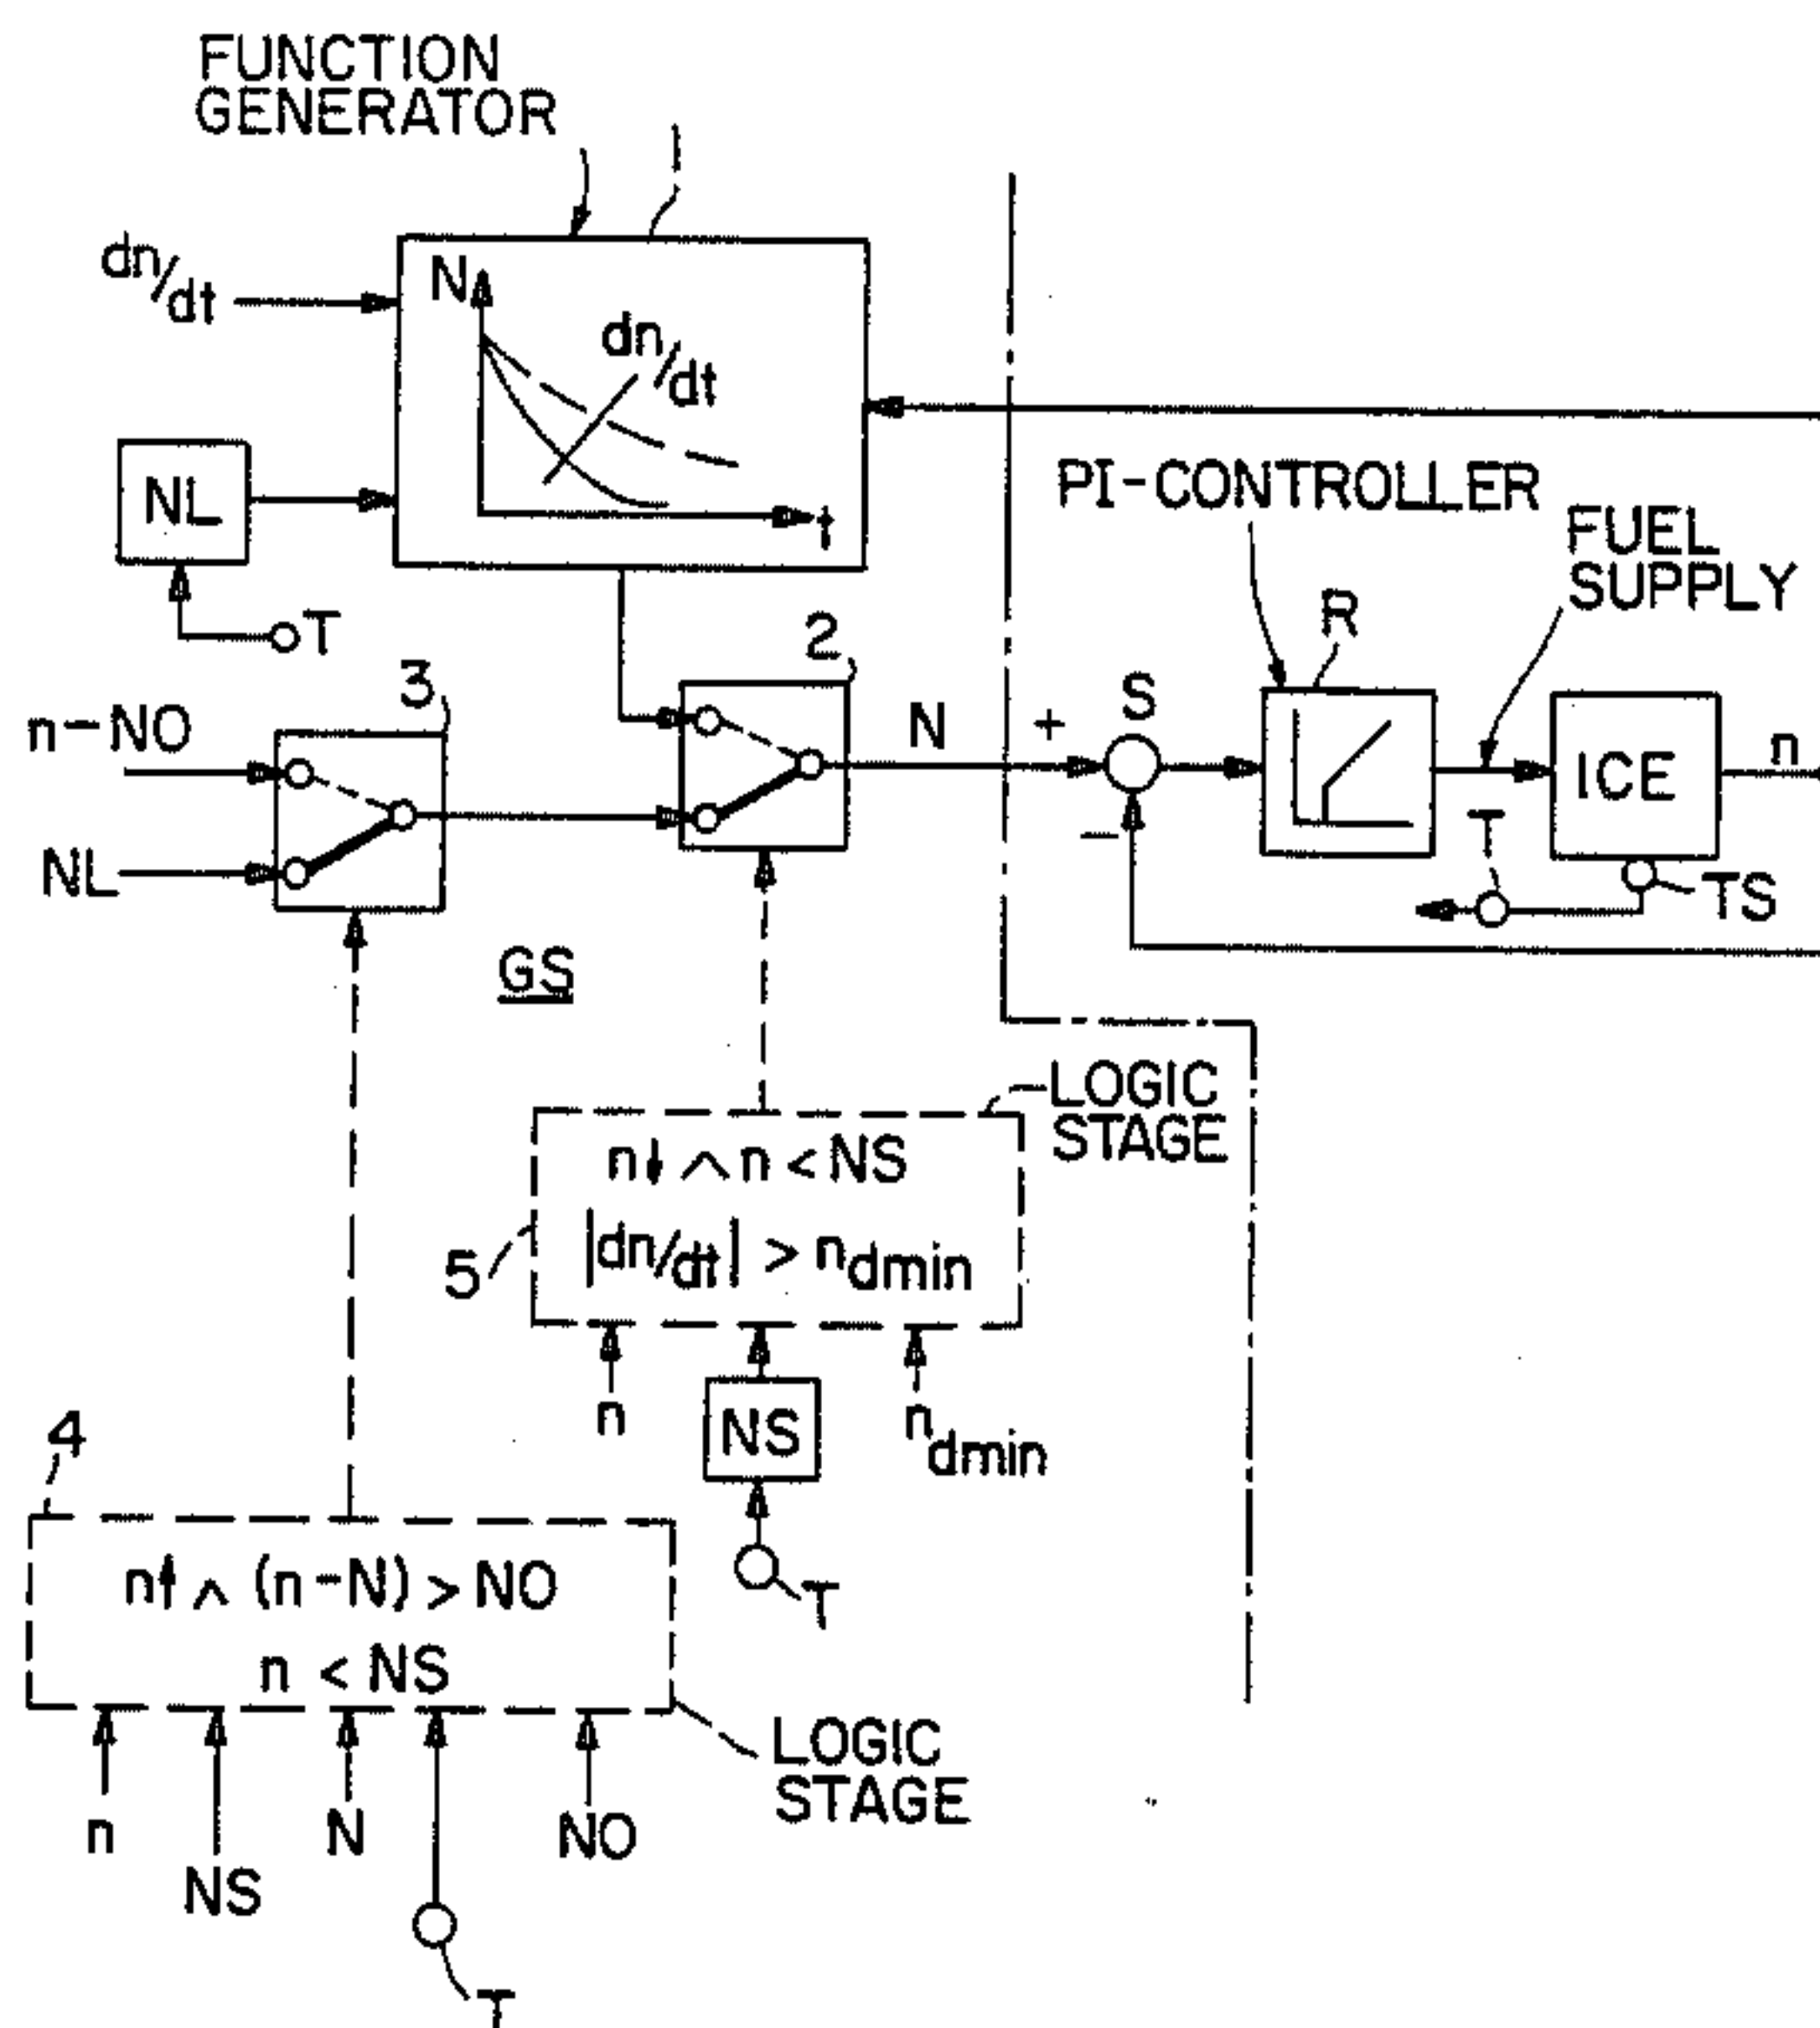 FUNCTION
GENERATOR
dn/dt
N
dn/dt
t
NL
T
PI-CONTROLLER
FUEL
SUPPLY
R
2
3
n-NO
N
+
S
ICE
n
NL
-
T
TS
GS
LOGIC
STAGE
n↓ ∧ n < NS
|dn/dt| > ndmin
5
n
NS
ndmin
4
T
n↑ ∧ (n-N) > NO
n < NS
LOGIC
STAGE
n
NS
N
NO
T